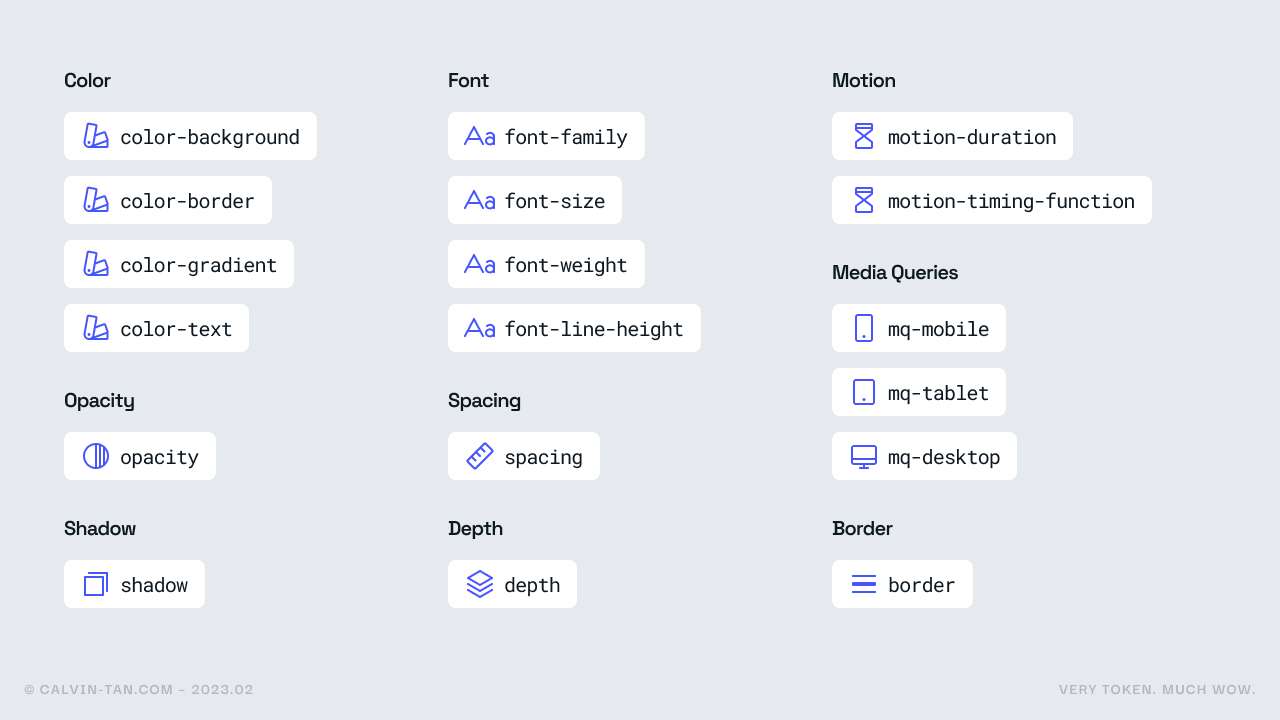 Color
color-background
color-border
color-gradient
color-text
Opacity
opacity
Shadow
shadow
Font
Aa font-family
Aa font-size
Aa font-weight
Aa font-line-height
Spacing
spacing
Depth
depth
Motion
motion-duration
motion-timing-function
Media Queries
mq-mobile
mq-tablet
mq-desktop
Border
border
© CALVIN-TAN.COM – 2023.02
VERY TOKEN. MUCH WOW.